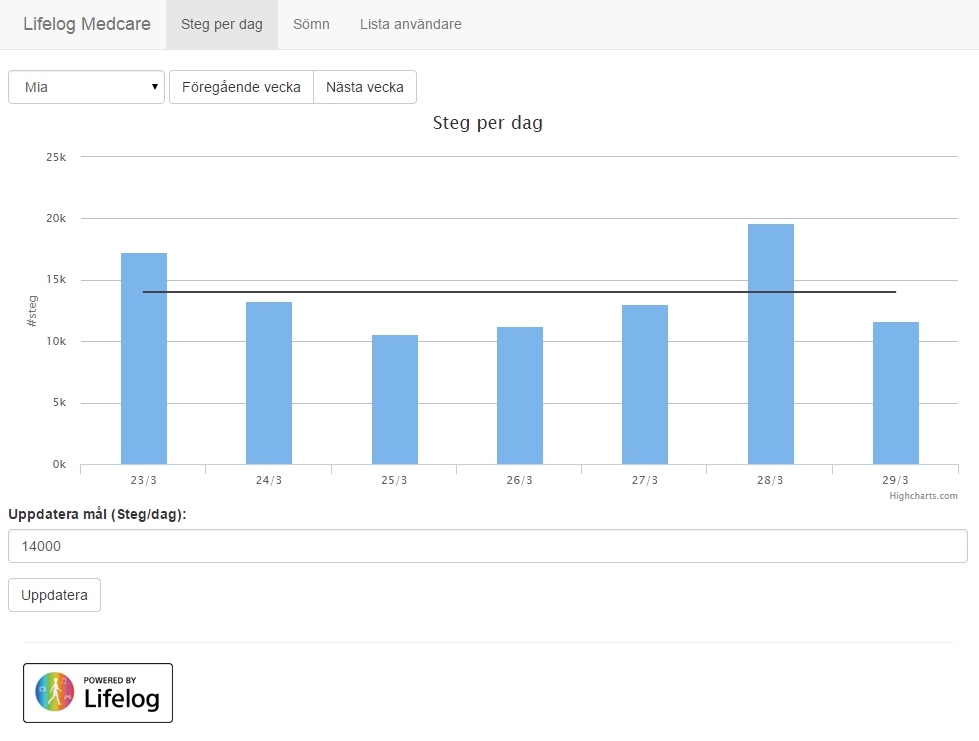 Lifelog Medcare Steg per dag Sömn Lista användare
Mia Föregående vecka Nästa vecka
Steg per dag
25k
20k
15k
10k
5k
0k
#steg
23/3 24/3 25/3 26/3 27/3 28/3 29/3
Highcharts.com
Uppdatera mål (Steg/dag):
14000
Uppdatera
POWERED BY
Lifelog